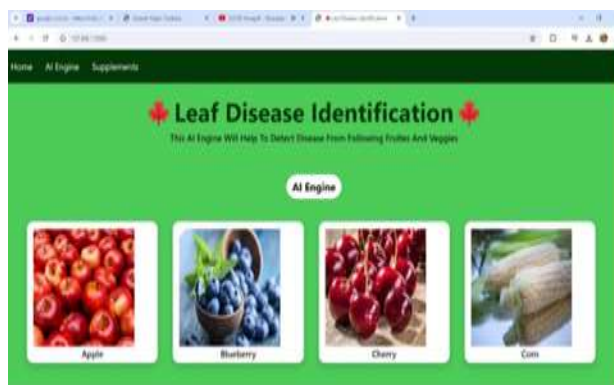 Home AI Engine Supplements
Leaf Disease Identification
This AI Engine Will Help To Detect Disease From Following Fruites And Veggies
AI Engine
Apple Blueberry Cherry Corn